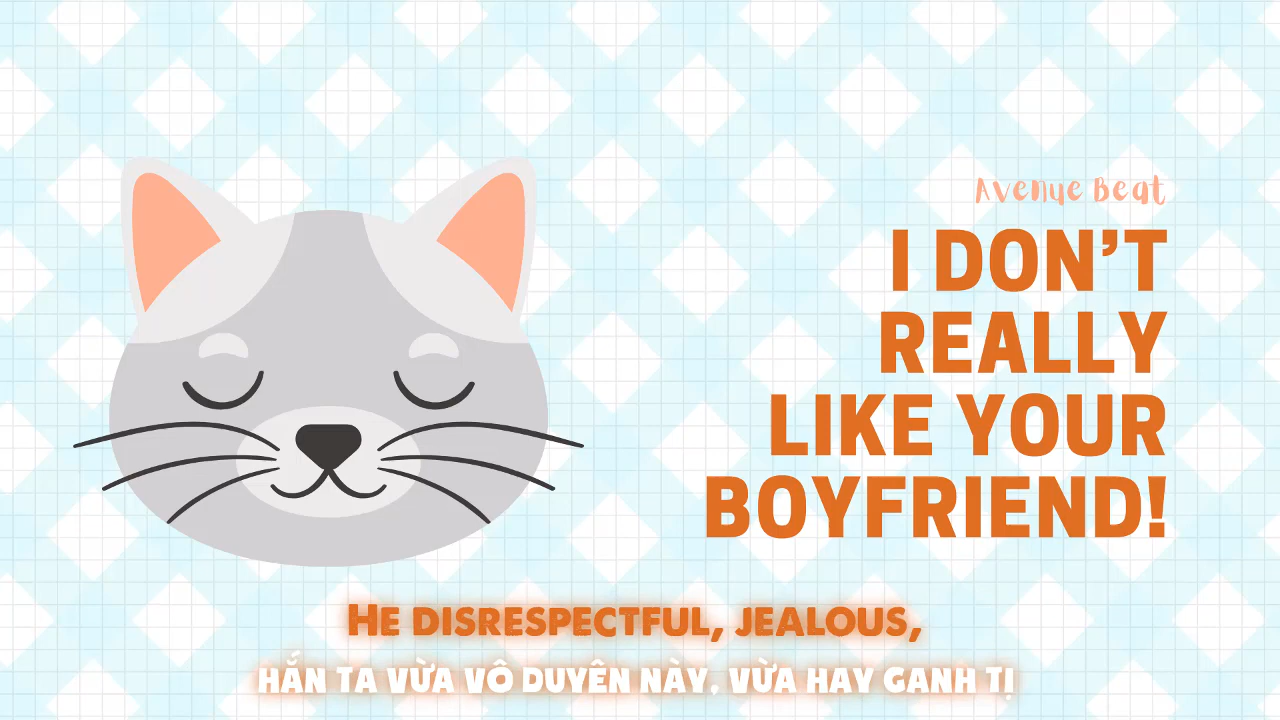 Avenue Beat
I DON'T
REALLY
LIKE YOUR
BOYFRIEND!
HE DISRESPECTFUL, JEALOUS,
HẮN TA VỪA VÔ DUYÊN NÀY, VỪA HAY GANH TỊ